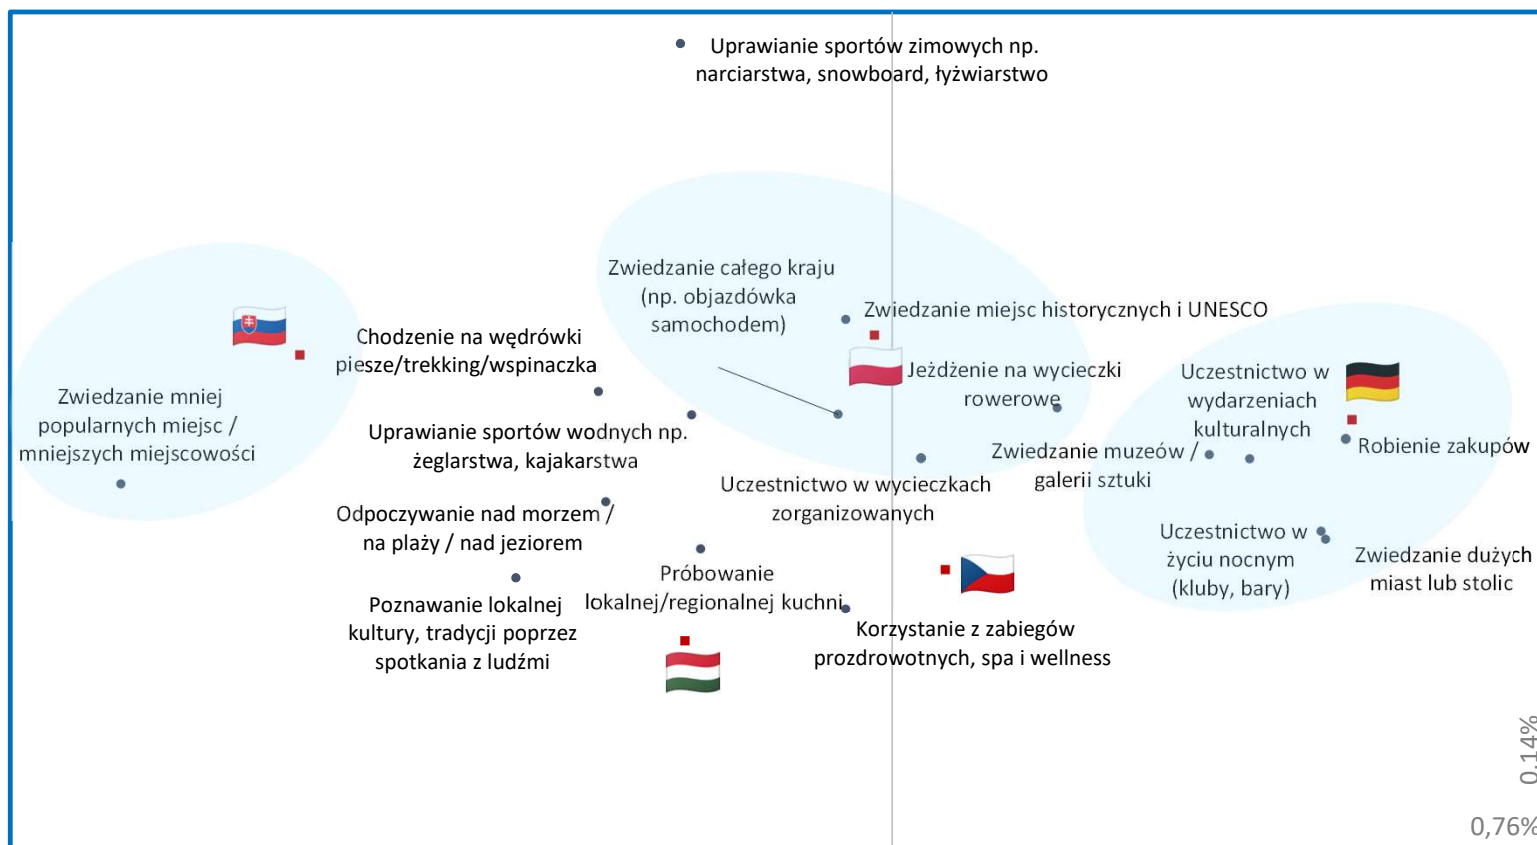 Uprawianie sportów zimowych np.
narciarstwa, snowboard, łyżwiarstwo
Zwiedzanie całego kraju
(np. objazdówka
samochodem)
Zwiedzanie miejsc historycznych i UNESCO
Chodzenie na wędrówki
piesze/trekking/wspinaczka
Jeżdżenie na wycieczki
rowerowe
Uczestnictwo w
wydarzeniach
kulturalnych
Zwiedzanie mniej
popularnych miejsc /
mniejszych miejscowości
Uprawianie sportów wodnych np.
żeglarstwa, kajakarstwa
Zwiedzanie muzeów /
galerii sztuki
Robienie zakupów
Uczestnictwo w wycieczkach
zorganizowanych
Odpoczywanie nad morzem /
na plaży / nad jeziorem
Uczestnictwo w
życiu nocnym
(kluby, bary)
Zwiedzanie dużych
miast lub stolic
Próbowanie
lokalnej/regionalnej kuchni
Poznawanie lokalnej
kultury, tradycji poprzez
spotkania z ludźmi
Korzystanie z zabiegów
prozdrowotnych, spa i wellness
0,14%
0,76%